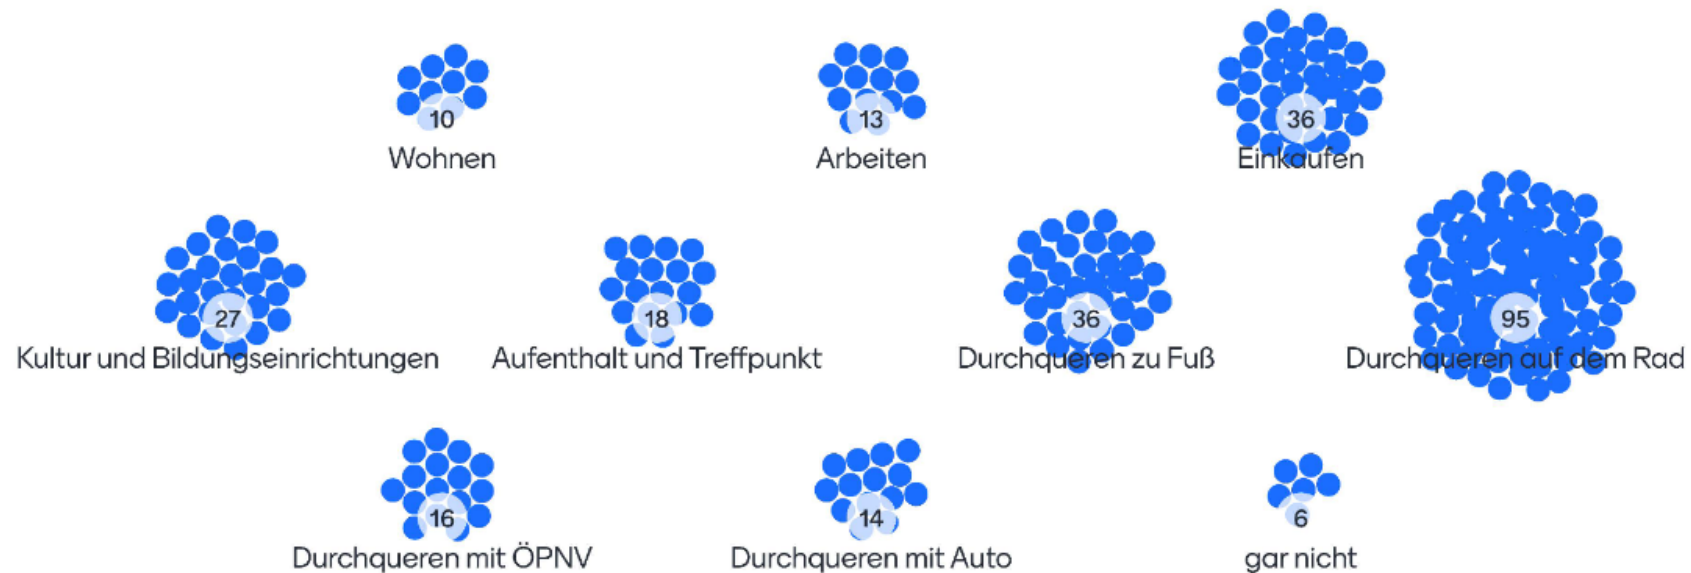 10
Wohnen
13
Arbeiten
36
Einkaufen
27
Kultur und Bildungseinrichtungen
18
Aufenthalt und Treffpunkt
36
Durchqueren zu Fuß
95
Durchqueren auf dem Rad
16
Durchqueren mit ÖPNV
14
Durchqueren mit Auto
6
gar nicht